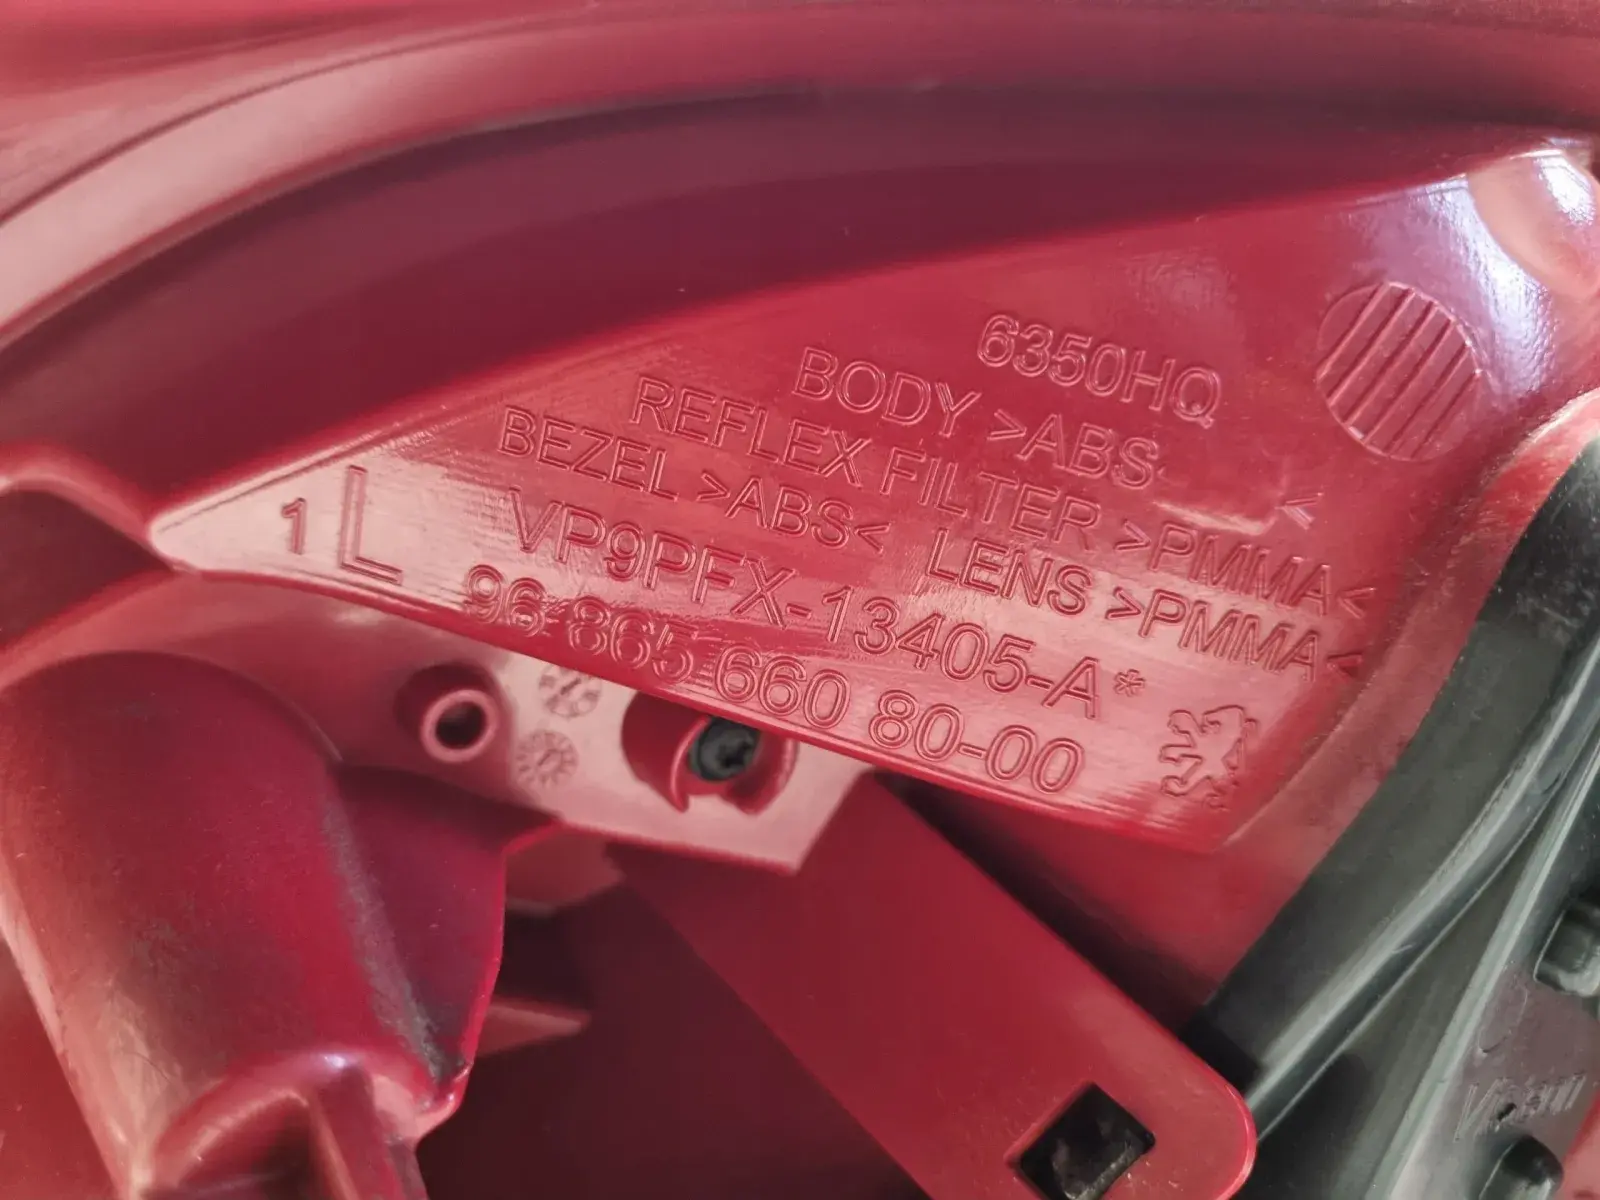 6350HQ
BODY >ABS<
REFLEX FILTER >PMMA<
BEZEL >ABS< LENS >PMMA<
1 L VP9PFX-13405-A*
96 865 660 80-00